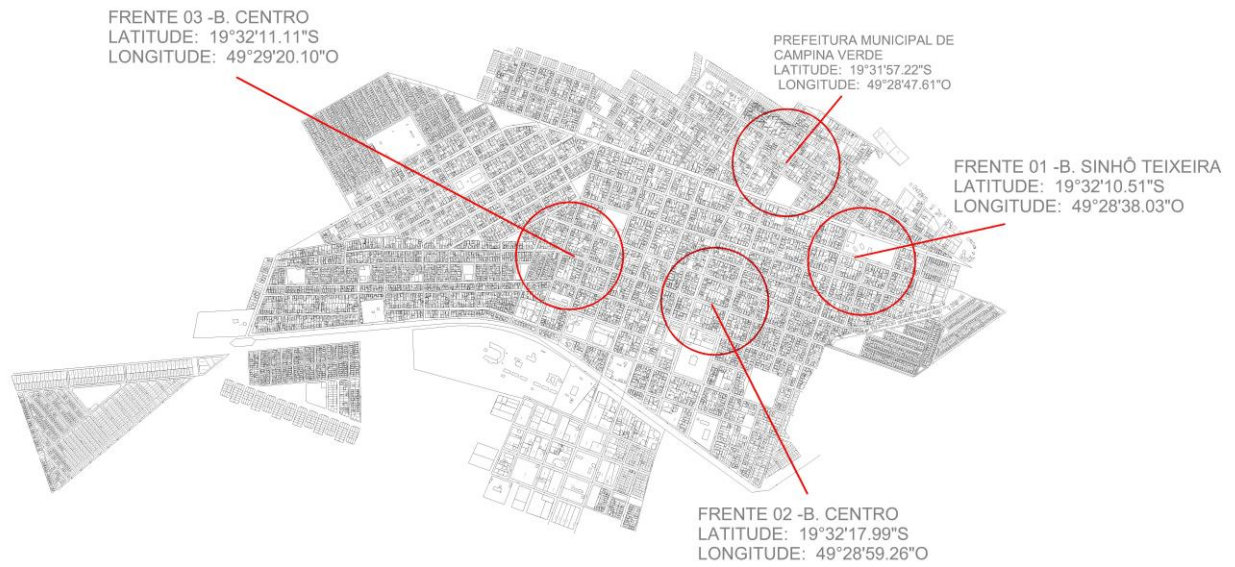 FRENTE 03 -B. CENTRO
LATITUDE: 19°32'11.11"S
LONGITUDE: 49°29'20.10"O
PREFEITURA MUNICIPAL DE
CAMPINA VERDE
LATITUDE: 19°31'57.22"S
LONGITUDE: 49°28'47.61"O
FRENTE 01 -B. SINHÔ TEIXEIRA
LATITUDE: 19°32'10.51"S
LONGITUDE: 49°28'38.03"O
FRENTE 02 -B. CENTRO
LATITUDE: 19°32'17.99"S
LONGITUDE: 49°28'59.26"O